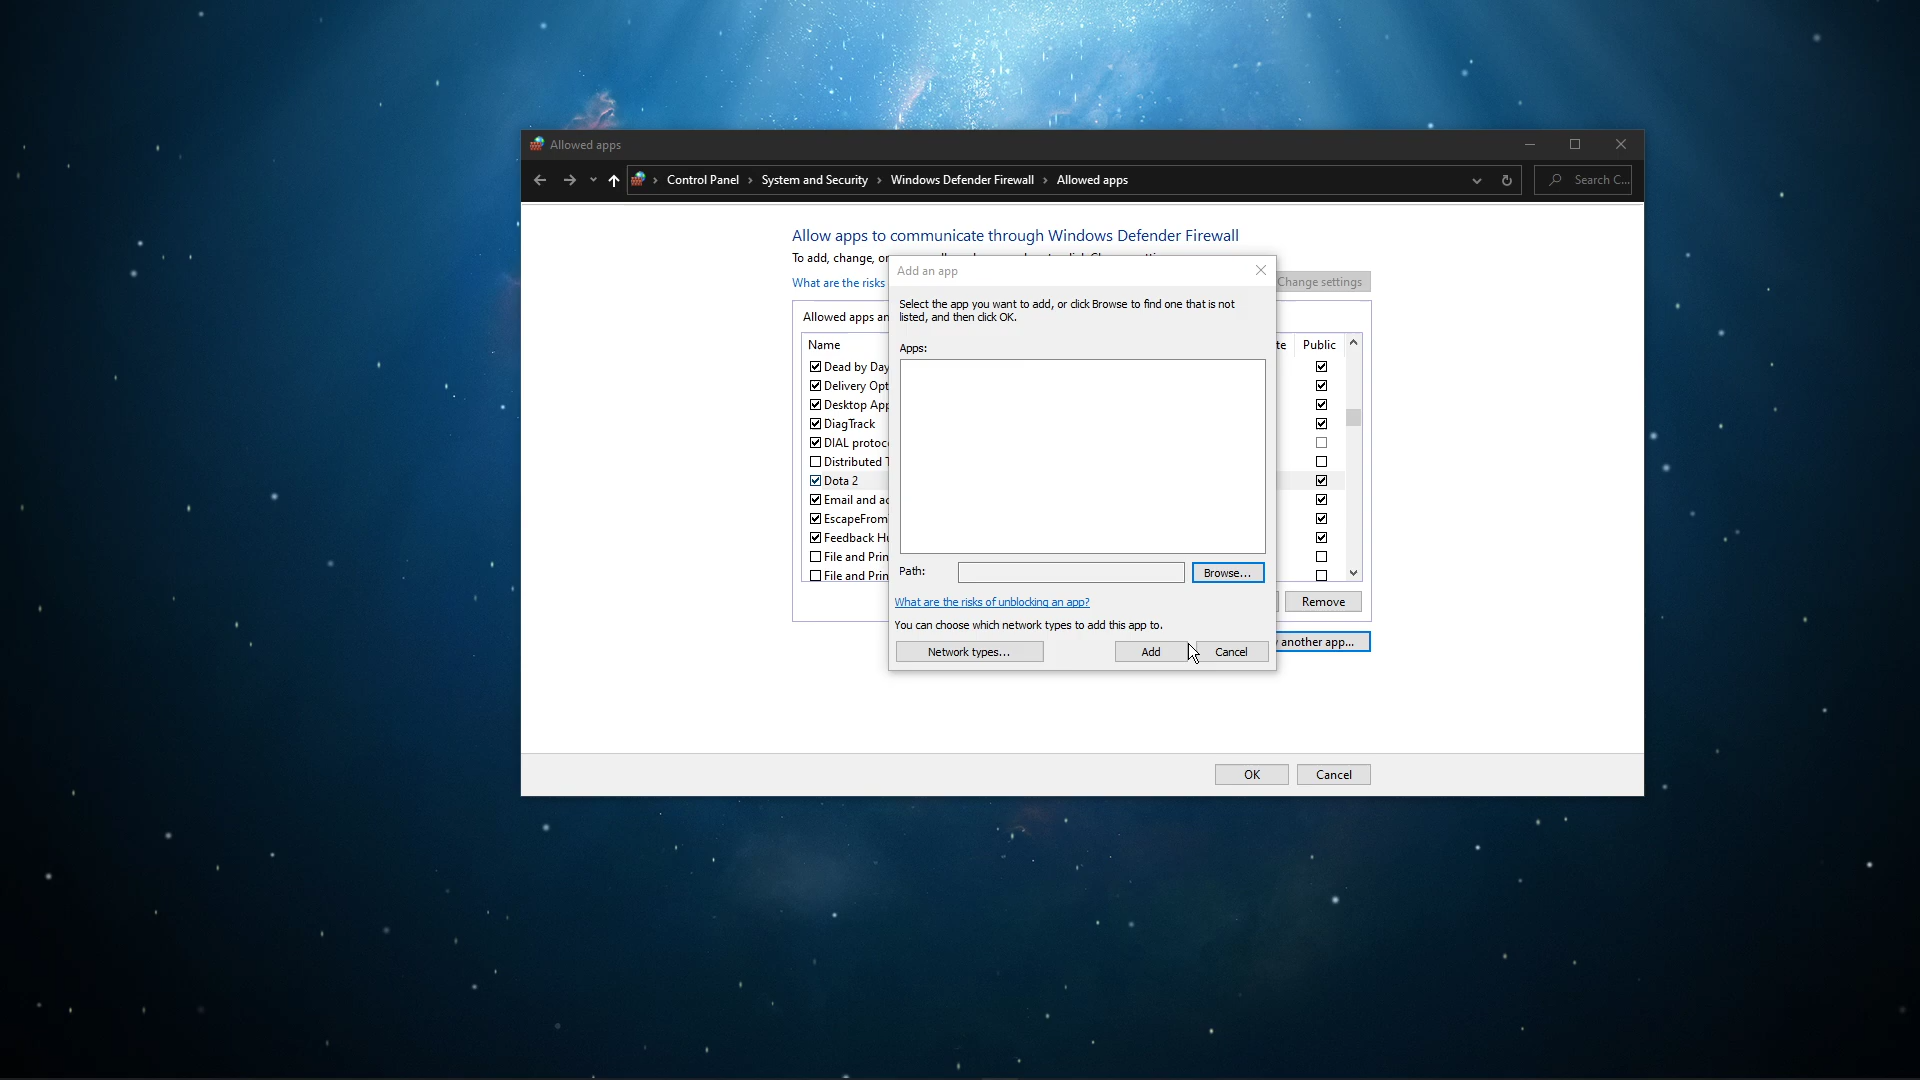 Allowed apps
Control Panel › System and Security › Windows Defender Firewall › Allowed apps
Search C...
Allow apps to communicate through Windows Defender Firewall
To add, change, or
What are the risks
Change settings
Allowed apps an
Name
te Public
Dead by Day
Delivery Opt
Desktop App
DiagTrack
DIAL protoco
Distributed T
Dota 2
Email and ac
EscapeFrom
Feedback Hu
File and Prin
File and Prin
Remove
another app...
OK Cancel
Add an app
Select the app you want to add, or click Browse to find one that is not
listed, and then click OK.
Apps:
Path:
Browse...
What are the risks of unblocking an app?
You can choose which network types to add this app to.
Network types... Add Cancel